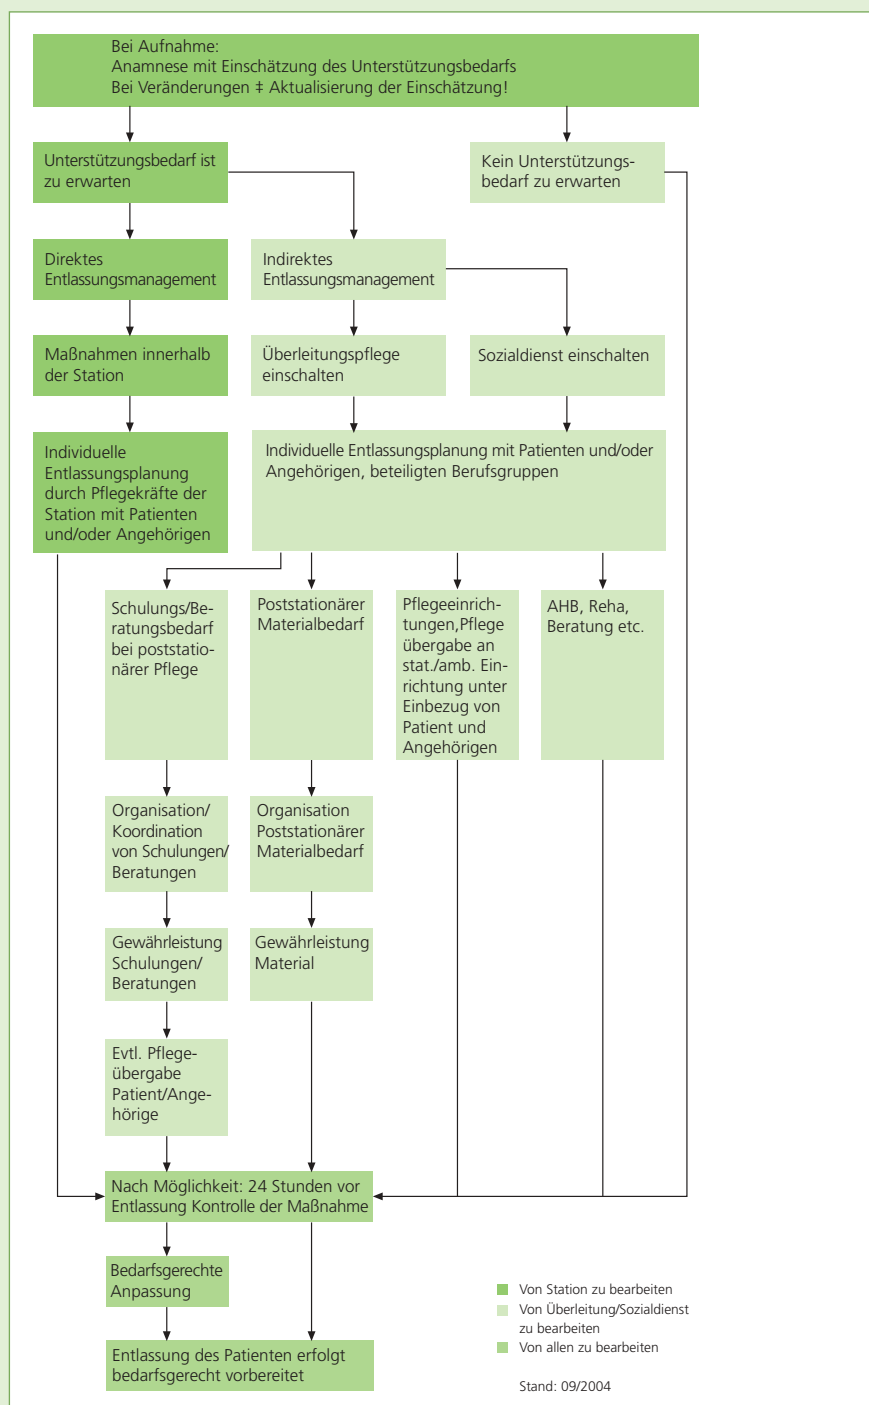 Bei Aufnahme:
Anamnese mit Einschätzung des Unterstützungsbedarfs
Bei Veränderungen ‡ Aktualisierung der Einschätzung!
Unterstützungsbedarf ist
zu erwarten
Kein Unterstützungs-
bedarf zu erwarten
Direktes
Entlassungsmanagement
Indirektes
Entlassungsmanagement
Maßnahmen innerhalb
der Station
Überleitungspflege
einschalten
Sozialdienst einschalten
Individuelle
Entlassungsplanung
durch Pflegekräfte der
Station mit Patienten
und/oder Angehörigen
Individuelle Entlassungsplanung mit Patienten und/oder
Angehörigen, beteiligten Berufsgruppen
Schulungs/Be-
ratungsbedarf
bei poststatio-
närer Pflege
Poststationärer
Materialbedarf
Pflegeeinrich-
tungen,Pflege
übergabe an
stat./amb. Ein-
richtung unter
Einbezug von
Patient und
Angehörigen
AHB, Reha,
Beratung etc.
Organisation/
Koordination
von Schulungen/
Beratungen
Organisation
Poststationärer
Materialbedarf
Gewährleistung
Schulungen/
Beratungen
Gewährleistung
Material
Evtl. Pflege-
übergabe
Patient/Ange-
hörige
Nach Möglichkeit: 24 Stunden vor
Entlassung Kontrolle der Maßnahme
Bedarfsgerechte
Anpassung
Entlassung des Patienten erfolgt
bedarfsgerecht vorbereitet
Von Station zu bearbeiten
Von Überleitung/Sozialdienst
zu bearbeiten
Von allen zu bearbeiten
Stand: 09/2004